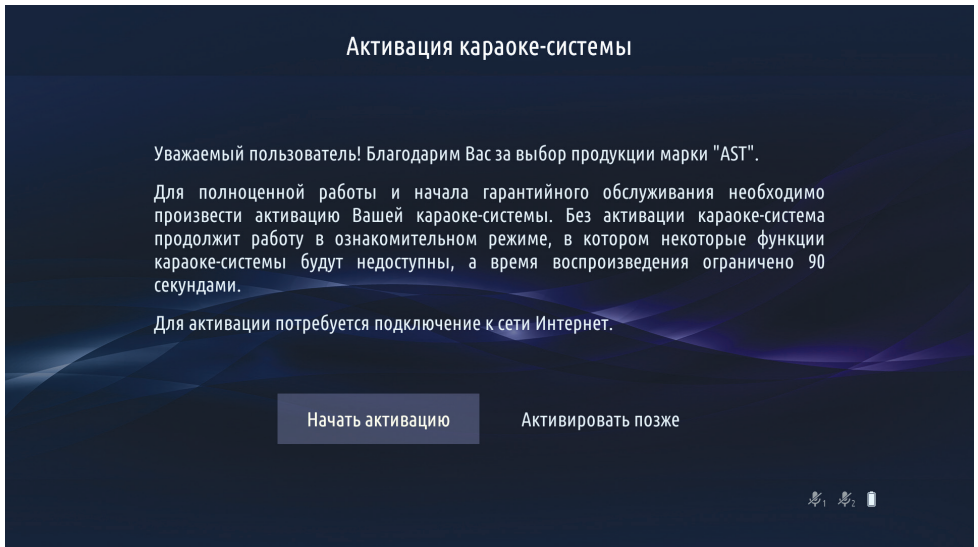 Активация караоке-системы
Уважаемый пользователь! Благодарим Вас за выбор продукции марки "AST".
Для полноценной работы и начала гарантийного обслуживания необходимо
произвести активацию Вашей караоке-системы. Без активации караоке-система
продолжит работу в ознакомительном режиме, в котором некоторые функции
караоке-системы будут недоступны, а время воспроизведения ограничено 90
секундами.
Для активации потребуется подключение к сети Интернет.
Начать активацию Активировать позже
1 2